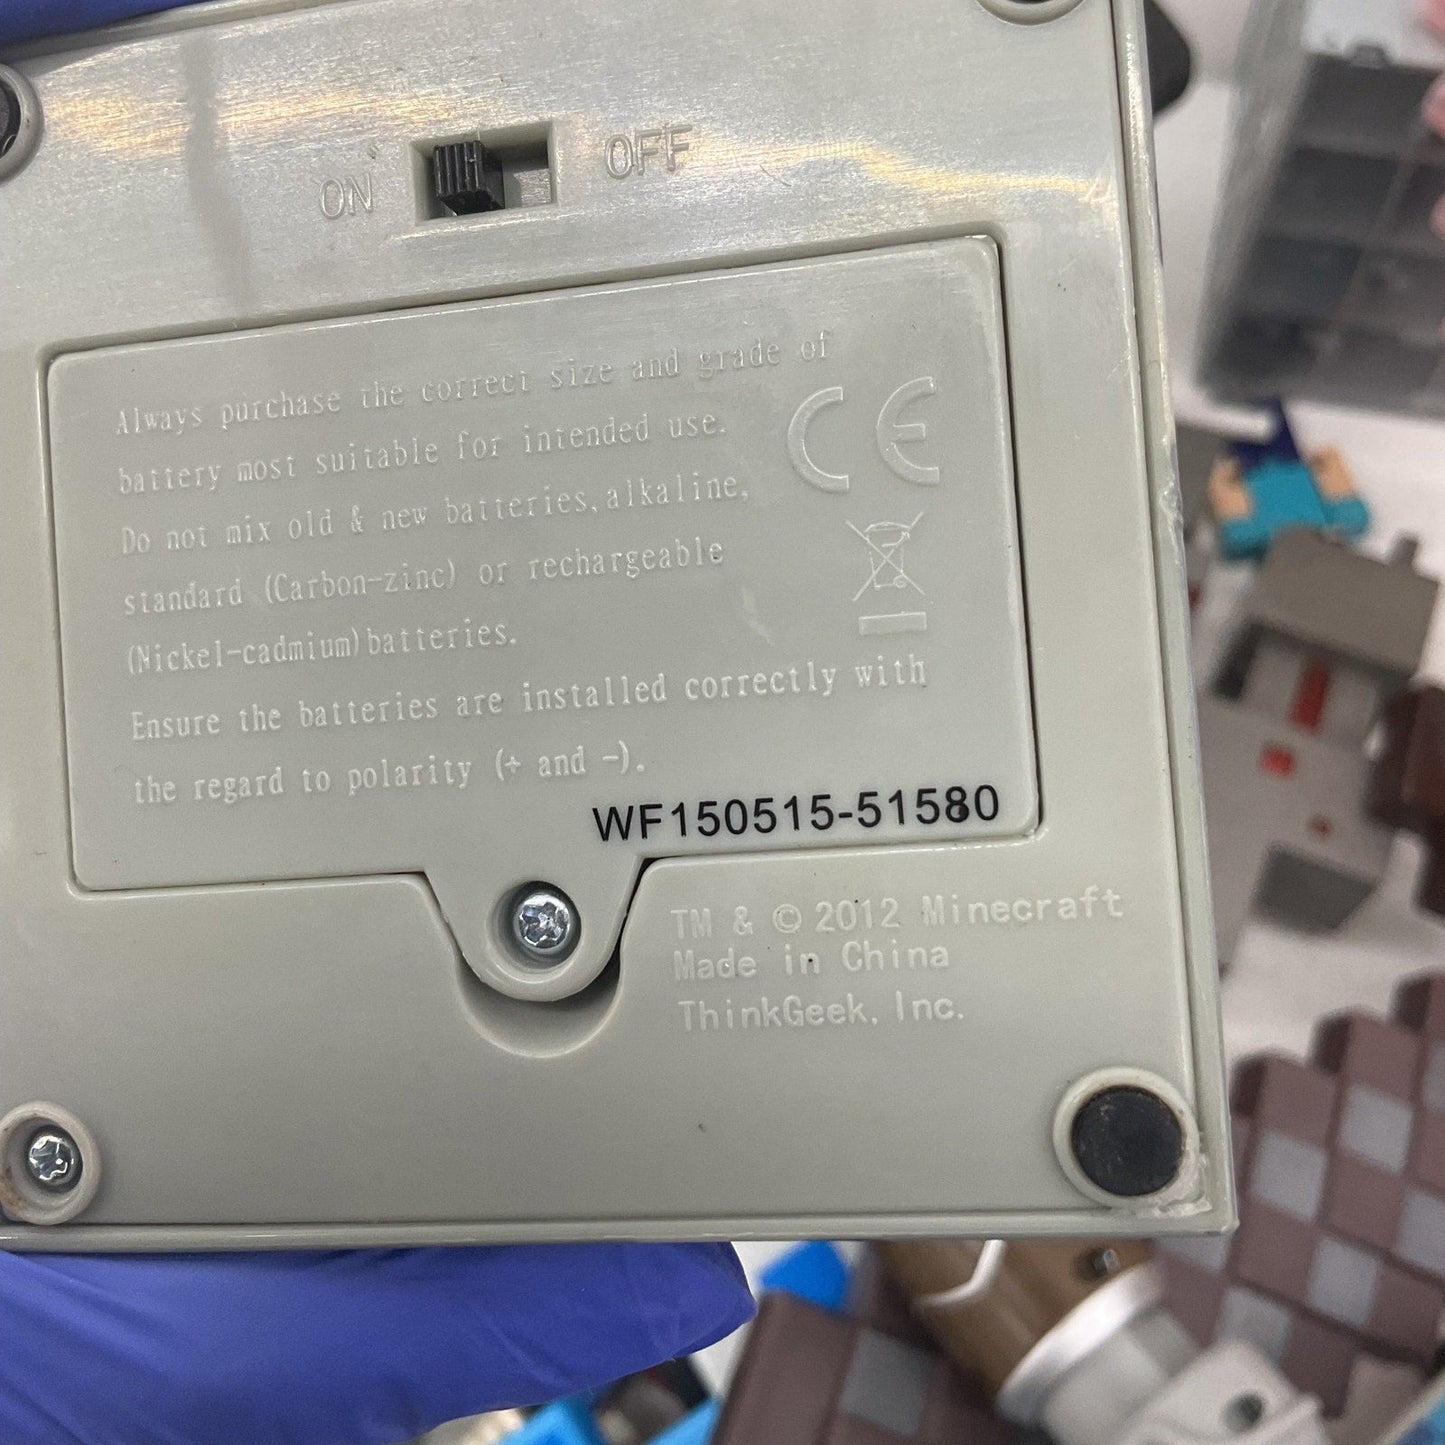 ON
OFF
Always purchase the correct size and grade of
battery most suitable for intended use.
Do not mix old & new batteries, alkaline,
standard (Carbon-zinc) or rechargeable
(Nickel-cadmium) batteries.
Ensure the batteries are installed correctly with
the regard to polarity (+ and -).
CE
WF150515-51580
TM & © 2012 Minecraft
Made in China
ThinkGeek, Inc.